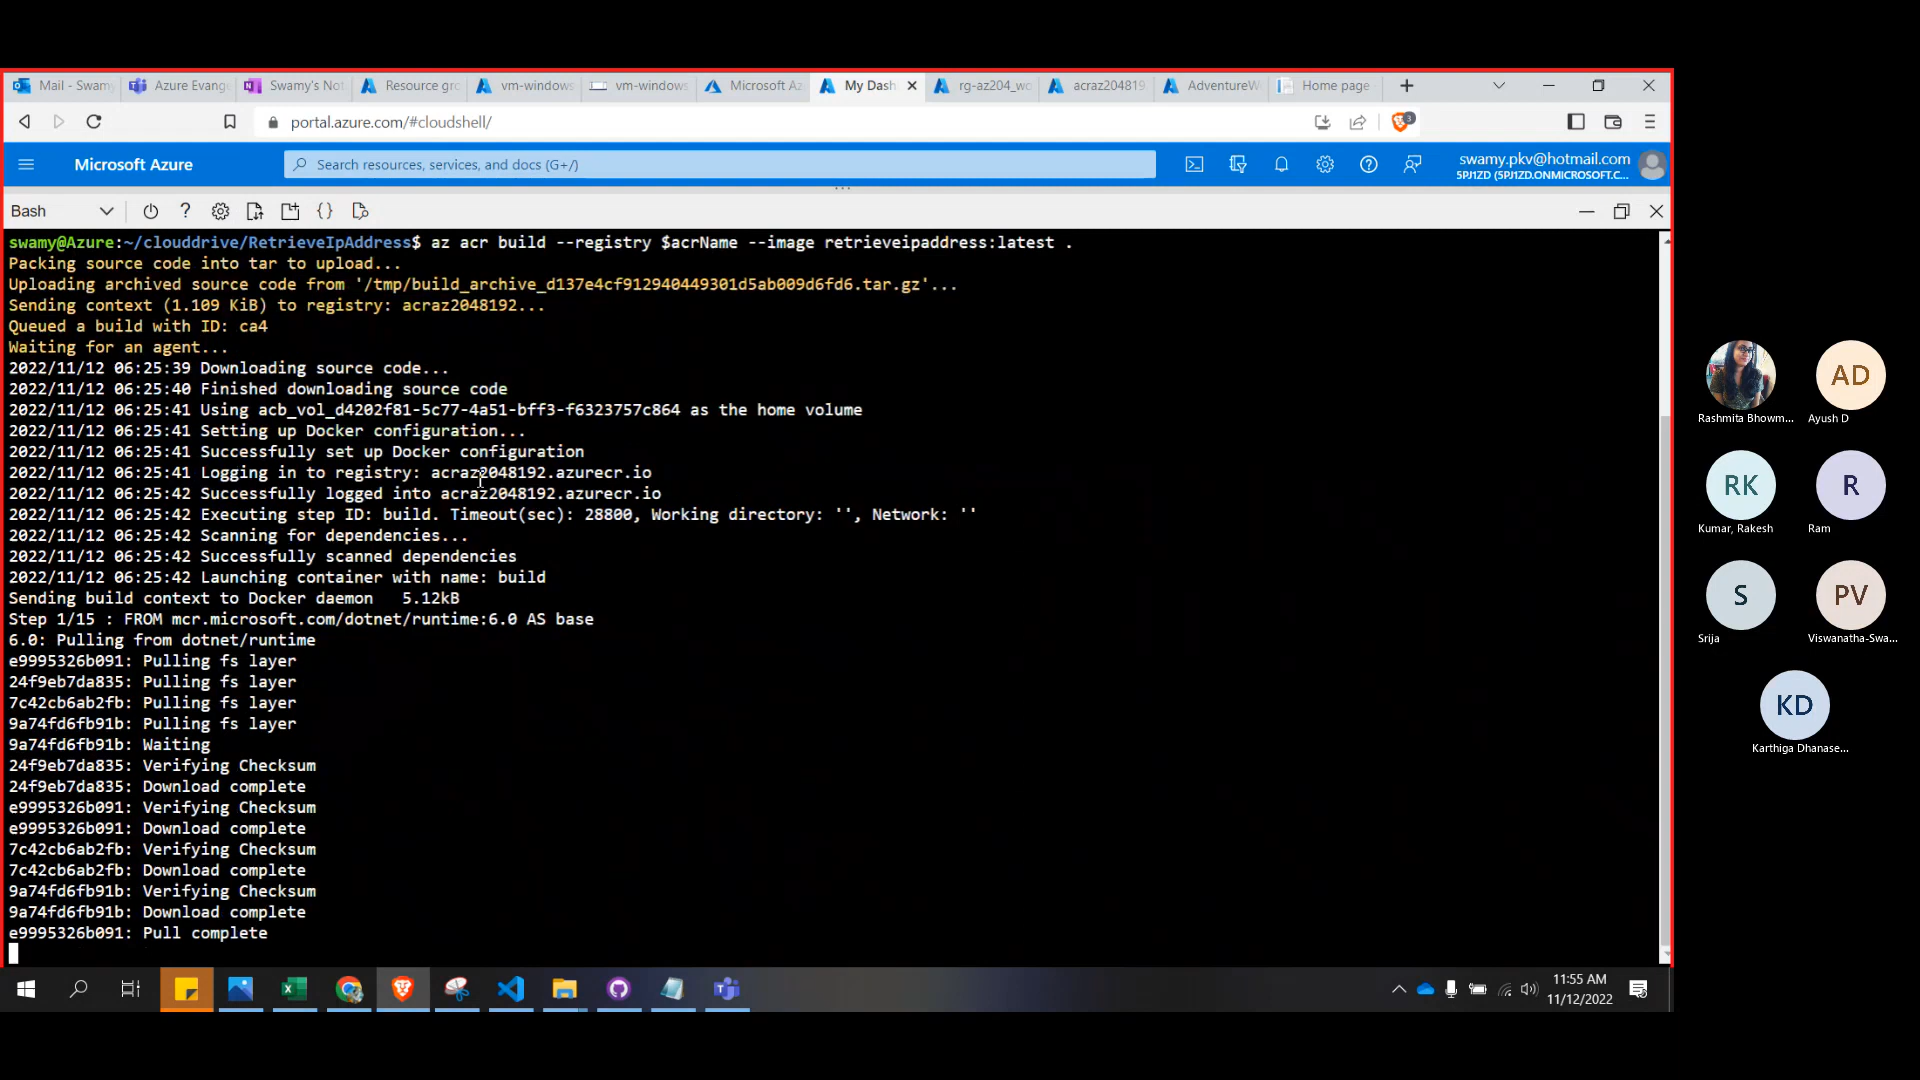 Mail - Swamy
Azure Evang
Swamy's Not
Resource gro
vm-windows
vm-windows
Microsoft Az
My Dash
rg-az204_wo
acraz204819
AdventureW
Home page
portal.azure.com/#cloudshell/
3
Microsoft Azure
Search resources, services, and docs (G+/)
swamy.pkv@hotmail.com
5PJ1ZD (5PJ1ZD.ONMICROSOFT.C...
Bash
swamy@Azure:~/clouddrive/RetrieveIpAddress$ az acr build --registry $acrName --image retrieveipaddress:latest .
Packing source code into tar to upload...
Uploading archived source code from '/tmp/build_archive_d137e4cf912940449301d5ab009d6fd6.tar.gz'...
Sending context (1.109 KiB) to registry: acraz2048192...
Queued a build with ID: ca4
Waiting for an agent...
2022/11/12 06:25:39 Downloading source code...
2022/11/12 06:25:40 Finished downloading source code
2022/11/12 06:25:41 Using acb_vol_d4202f81-5c77-4a51-bff3-f6323757c864 as the home volume
2022/11/12 06:25:41 Setting up Docker configuration...
2022/11/12 06:25:41 Successfully set up Docker configuration
2022/11/12 06:25:41 Logging in to registry: acraz2048192.azurecr.io
2022/11/12 06:25:42 Successfully logged into acraz2048192.azurecr.io
2022/11/12 06:25:42 Executing step ID: build. Timeout(sec): 28800, Working directory: '', Network: ''
2022/11/12 06:25:42 Scanning for dependencies...
2022/11/12 06:25:42 Successfully scanned dependencies
2022/11/12 06:25:42 Launching container with name: build
Sending build context to Docker daemon   5.12kB
Step 1/15 : FROM mcr.microsoft.com/dotnet/runtime:6.0 AS base
6.0: Pulling from dotnet/runtime
e9995326b091: Pulling fs layer
24f9eb7da835: Pulling fs layer
7c42cb6ab2fb: Pulling fs layer
9a74fd6fb91b: Pulling fs layer
9a74fd6fb91b: Waiting
24f9eb7da835: Verifying Checksum
24f9eb7da835: Download complete
e9995326b091: Verifying Checksum
e9995326b091: Download complete
7c42cb6ab2fb: Verifying Checksum
7c42cb6ab2fb: Download complete
9a74fd6fb91b: Verifying Checksum
9a74fd6fb91b: Download complete
e9995326b091: Pull complete
11:55 AM
11/12/2022
Rashmita Bhowm...
AD
Ayush D
RK
Kumar, Rakesh
R
Ram
S
Srija
PV
Viswanatha-Swa...
KD
Karthiga Dhanase...